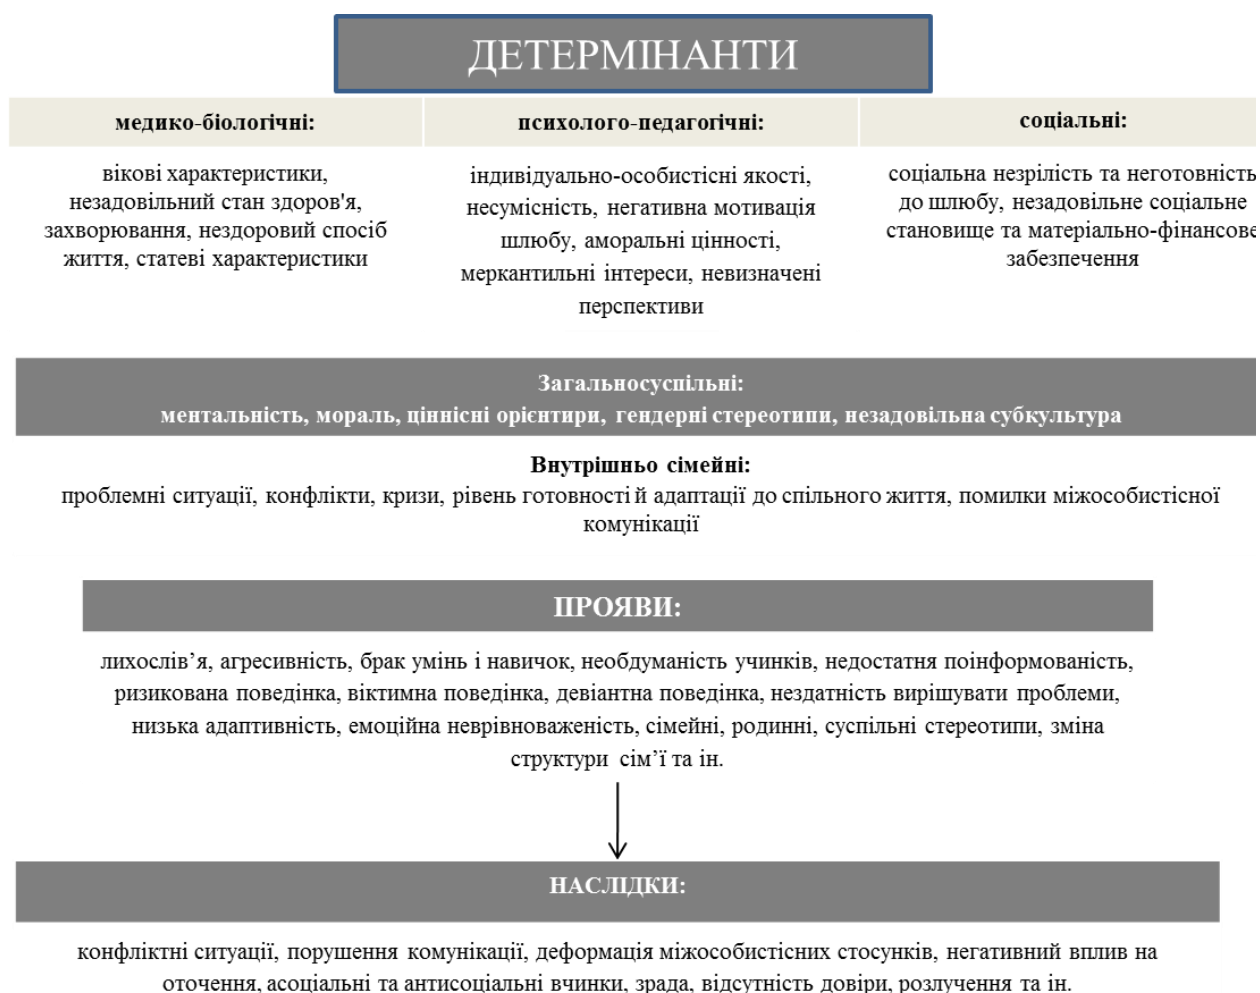 ДЕТЕРМІНАНТИ
медико-біологічні:
вікові характеристики,
незадовільний стан здоров'я,
захворювання, нездоровий спосіб
життя, статеві характеристики
психолого-педагогічні:
індивідуально-особистісні якості,
несумісність, негативна мотивація
шлюбу, аморальні цінності,
меркантильні інтереси, невизначені
перспективи
соціальні:
соціальна незрілість та неготовність
до шлюбу, незадовільне соціальне
становище та матеріально-фінансове
забезпечення
Загальносуспільні:
ментальність, мораль, ціннісні орієнтири, гендерні стереотипи, незадовільна субкультура
Внутрішньо сімейні:
проблемні ситуації, конфлікти, кризи, рівень готовності й адаптації до спільного життя, помилки міжособистісної
комунікації
ПРОЯВИ:
лихослів’я, агресивність, брак умінь і навичок, необдуманість учинків, недостатня поінформованість,
ризикована поведінка, віктимна поведінка, девіантна поведінка, нездатність вирішувати проблеми,
низька адаптивність, емоційна неврівноваженість, сімейні, родинні, суспільні стереотипи, зміна
структури сім’ї та ін.
НАСЛІДКИ:
конфліктні ситуації, порушення комунікації, деформація міжособистісних стосунків, негативний вплив на
оточення, асоціальні та антисоціальні вчинки, зрада, відсутність довіри, розлучення та ін.